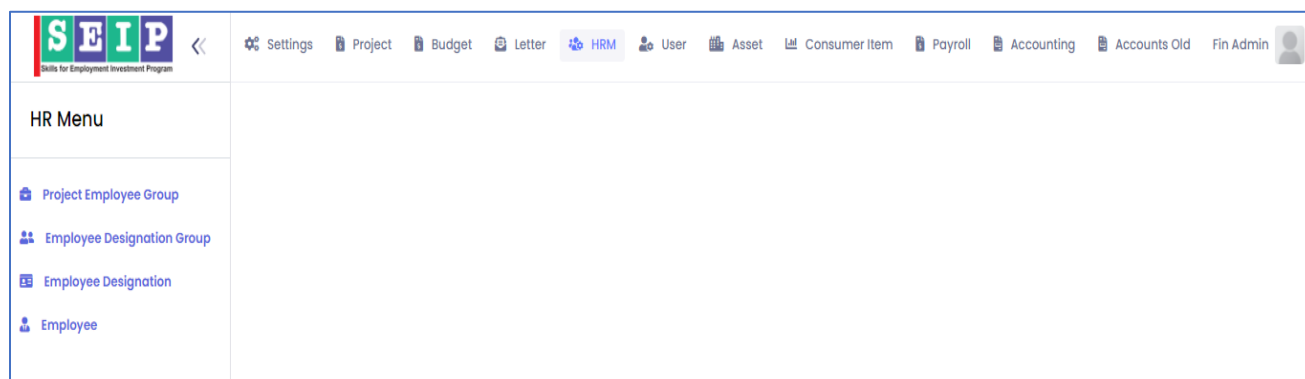 SEIP
Skills for Employment Investment Program
Settings Project Budget Letter HRM User Asset Consumer Item Payroll Accounting Accounts Old Fin Admin
HR Menu
Project Employee Group
Employee Designation Group
Employee Designation
Employee